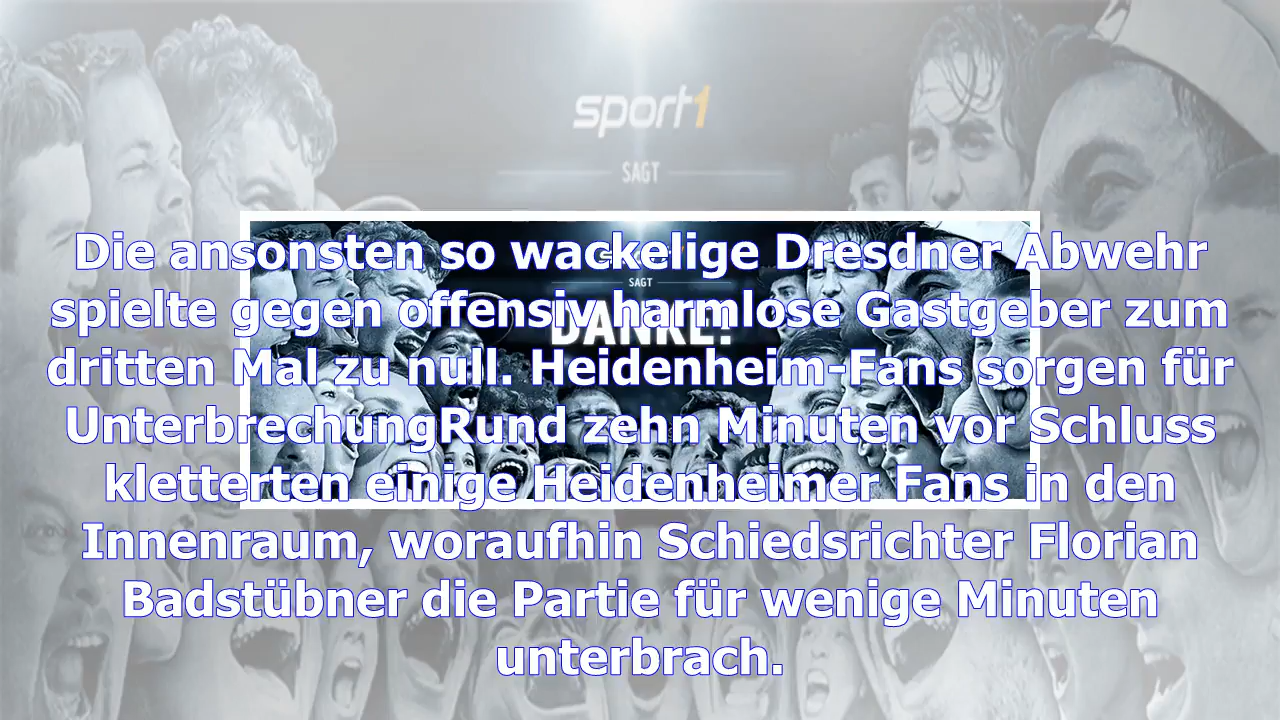 sport1
SAGT
Die ansonsten so wackelige Dresdner Abwehr
SAGT
spielte gegen offensiv harmlose Gastgeber zum
DANKE!
dritten Mal zu null. Heidenheim-Fans sorgen für
UnterbrechungRund zehn Minuten vor Schluss
kletterten einige Heidenheimer Fans in den
Innenraum, woraufhin Schiedsrichter Florian
Badstübner die Partie für wenige Minuten
unterbrach.